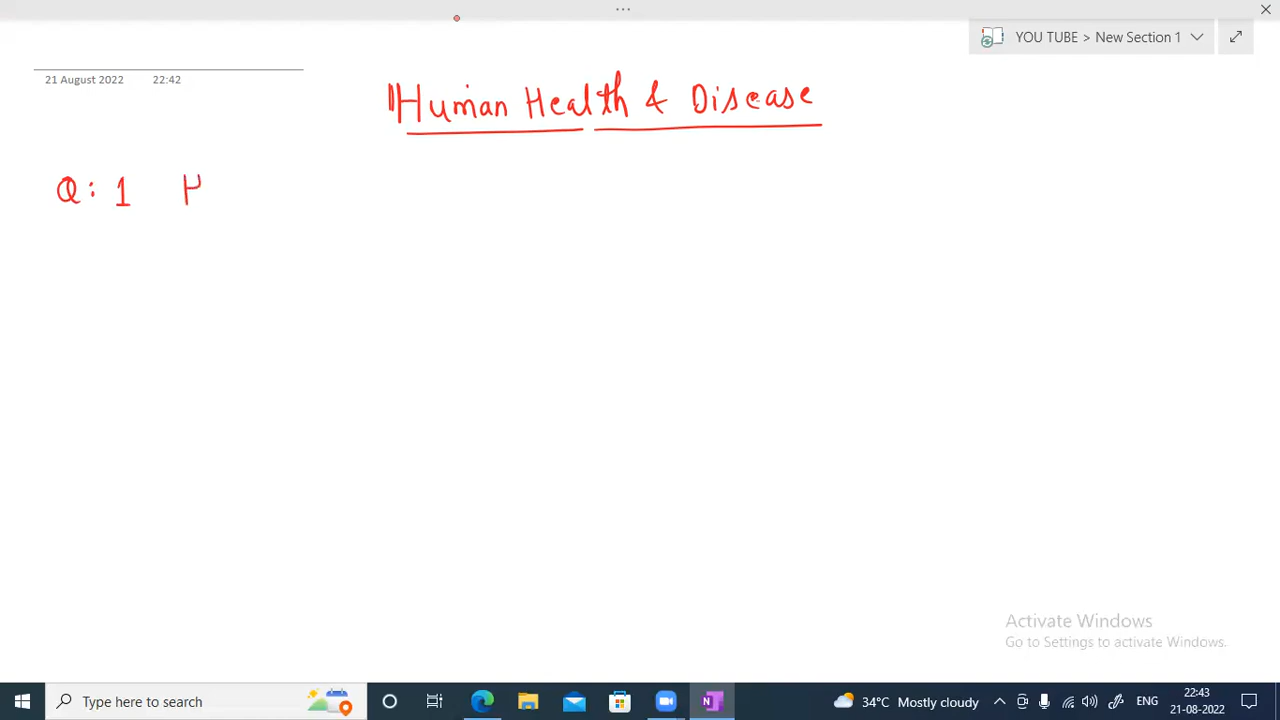 YOU TUBE > New Section 1
21 August 2022 22:42
Human Health & Disease
Q: 1
Activate Windows
Go to Settings to activate Windows.
Type here to search
34°C Mostly cloudy
ENG
22:43
21-08-2022